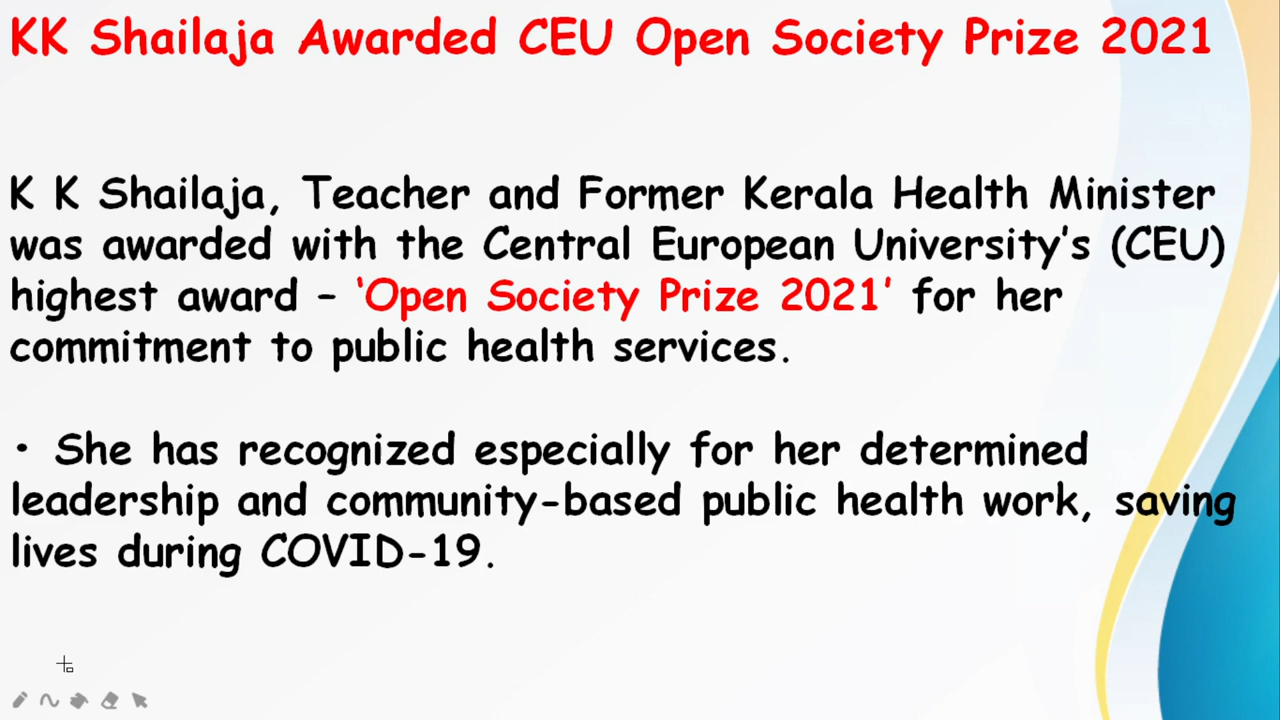 KK Shailaja Awarded CEU Open Society Prize 2021
K K Shailaja, Teacher and Former Kerala Health Minister
was awarded with the Central European University's (CEU)
highest award – 'Open Society Prize 2021' for her
commitment to public health services.
• She has recognized especially for her determined
leadership and community-based public health work, saving
lives during COVID-19.